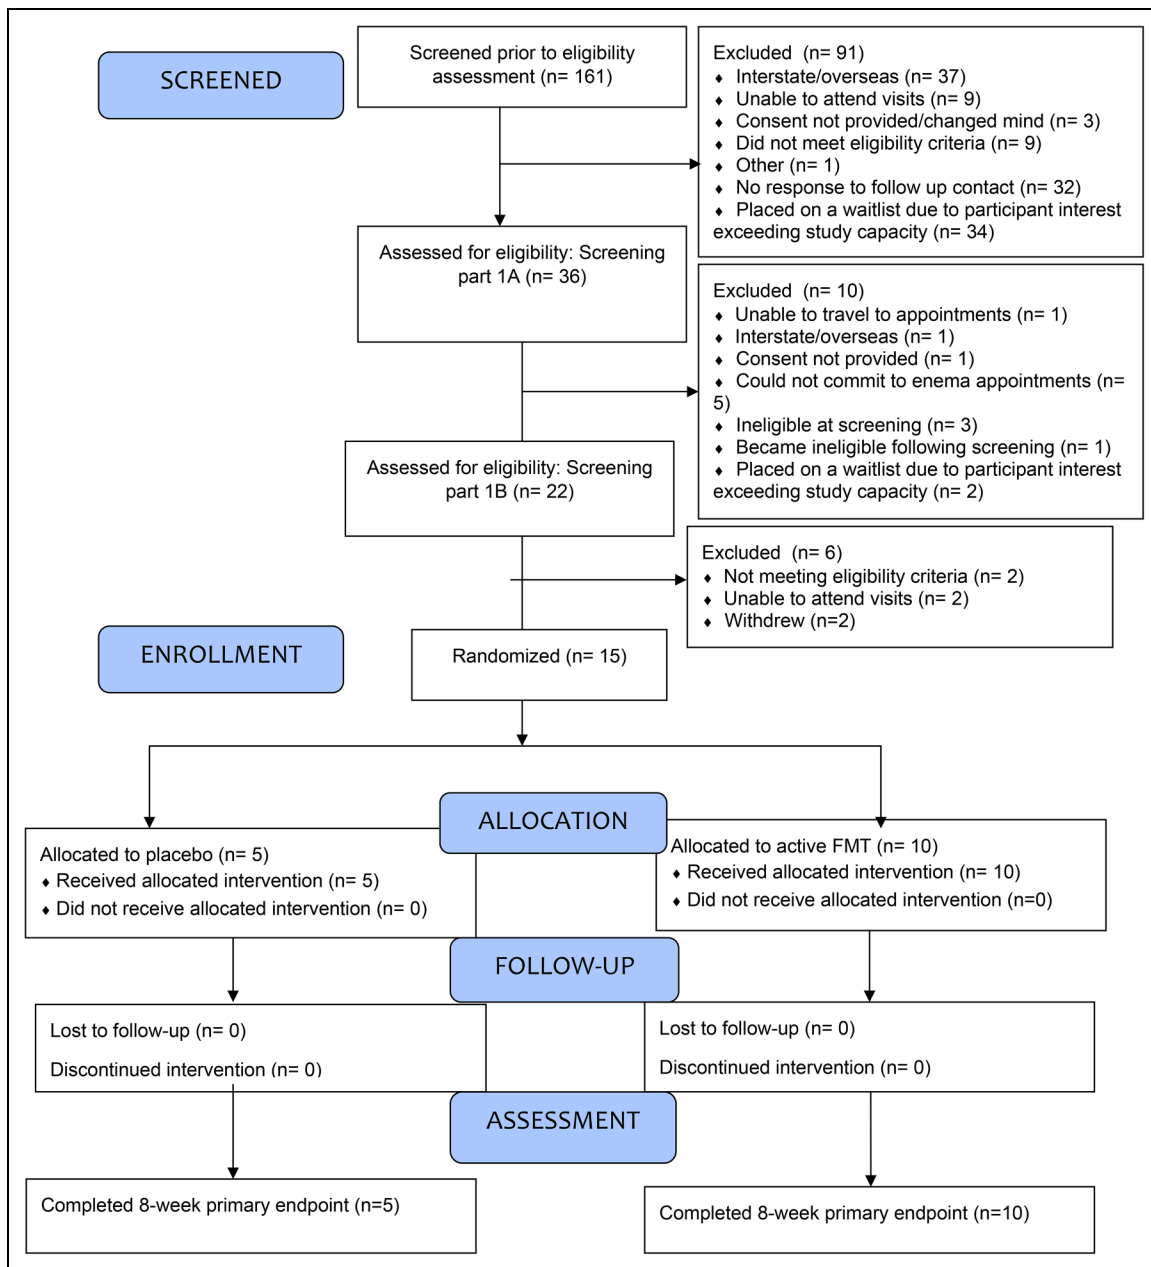 SCREENED
Screened prior to eligibility
assessment (n= 161)
Excluded (n= 91)
♦ Interstate/overseas (n= 37)
♦ Unable to attend visits (n= 9)
♦ Consent not provided/changed mind (n= 3)
♦ Did not meet eligibility criteria (n= 9)
♦ Other (n= 1)
♦ No response to follow up contact (n= 32)
♦ Placed on a waitlist due to participant interest
exceeding study capacity (n= 34)
Assessed for eligibility: Screening
part 1A (n= 36)
Excluded (n= 10)
♦ Unable to travel to appointments (n= 1)
♦ Interstate/overseas (n= 1)
♦ Consent not provided (n= 1)
♦ Could not commit to enema appointments (n=
5)
♦ Ineligible at screening (n= 3)
♦ Became ineligible following screening (n= 1)
♦ Placed on a waitlist due to participant interest
exceeding study capacity (n= 2)
Assessed for eligibility: Screening
part 1B (n= 22)
Excluded (n= 6)
♦ Not meeting eligibility criteria (n= 2)
♦ Unable to attend visits (n= 2)
♦ Withdrew (n=2)
ENROLLMENT
Randomized (n= 15)
ALLOCATION
Allocated to placebo (n= 5)
♦ Received allocated intervention (n= 5)
♦ Did not receive allocated intervention (n= 0)
Allocated to active FMT (n= 10)
♦ Received allocated intervention (n= 10)
♦ Did not receive allocated intervention (n=0)
FOLLOW-UP
Lost to follow-up (n= 0)
Discontinued intervention (n= 0)
Lost to follow-up (n= 0)
Discontinued intervention (n= 0)
ASSESSMENT
Completed 8-week primary endpoint (n=5)
Completed 8-week primary endpoint (n=10)